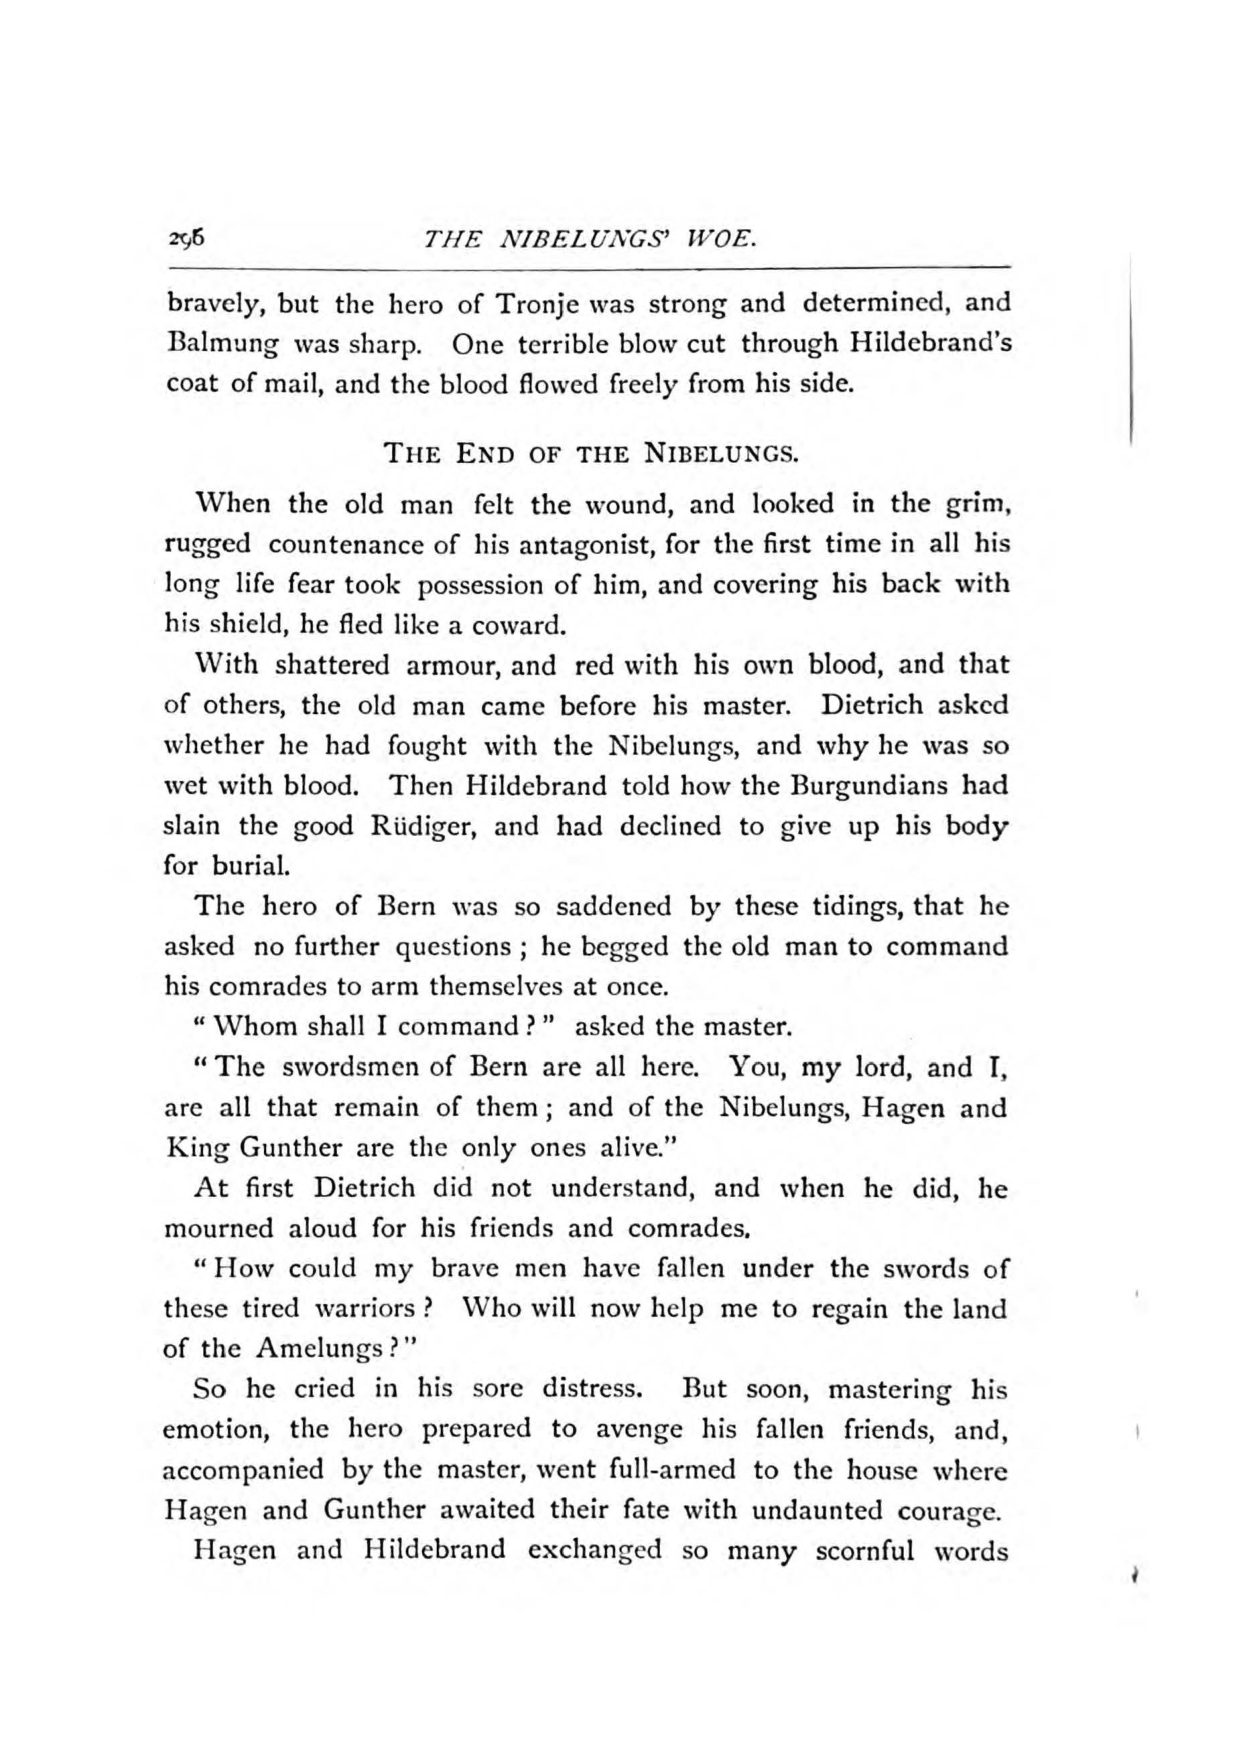 296 THE NIBELUNGS' WOE.
bravely, but the hero of Tronje was strong and determined, and
Balmung was sharp. One terrible blow cut through Hildebrand's
coat of mail, and the blood flowed freely from his side.
THE END OF THE NIBELUNGS.
When the old man felt the wound, and looked in the grim,
rugged countenance of his antagonist, for the first time in all his
long life fear took possession of him, and covering his back with
his shield, he fled like a coward.
With shattered armour, and red with his own blood, and that
of others, the old man came before his master. Dietrich asked
whether he had fought with the Nibelungs, and why he was so
wet with blood. Then Hildebrand told how the Burgundians had
slain the good Rüdiger, and had declined to give up his body
for burial.
The hero of Bern was so saddened by these tidings, that he
asked no further questions ; he begged the old man to command
his comrades to arm themselves at once.
" Whom shall I command ? " asked the master.
" The swordsmen of Bern are all here. You, my lord, and I,
are all that remain of them ; and of the Nibelungs, Hagen and
King Gunther are the only ones alive."
At first Dietrich did not understand, and when he did, he
mourned aloud for his friends and comrades.
" How could my brave men have fallen under the swords of
these tired warriors ? Who will now help me to regain the land
of the Amelungs ? "
So he cried in his sore distress. But soon, mastering his
emotion, the hero prepared to avenge his fallen friends, and,
accompanied by the master, went full-armed to the house where
Hagen and Gunther awaited their fate with undaunted courage.
Hagen and Hildebrand exchanged so many scornful words